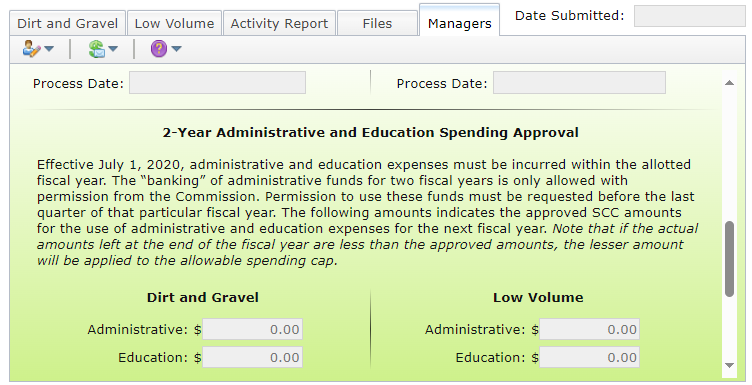 Dirt and Gravel Low Volume Activity Report Files Managers Date Submitted:
Process Date: Process Date:
2-Year Administrative and Education Spending Approval
Effective July 1, 2020, administrative and education expenses must be incurred within the allotted
fiscal year. The “banking” of administrative funds for two fiscal years is only allowed with
permission from the Commission. Permission to use these funds must be requested before the last
quarter of that particular fiscal year. The following amounts indicates the approved SCC amounts
for the use of administrative and education expenses for the next fiscal year. Note that if the actual
amounts left at the end of the fiscal year are less than the approved amounts, the lesser amount
will be applied to the allowable spending cap.
Dirt and Gravel Low Volume
Administrative: $ 0.00 Administrative: $ 0.00
Education: $ 0.00 Education: $ 0.00